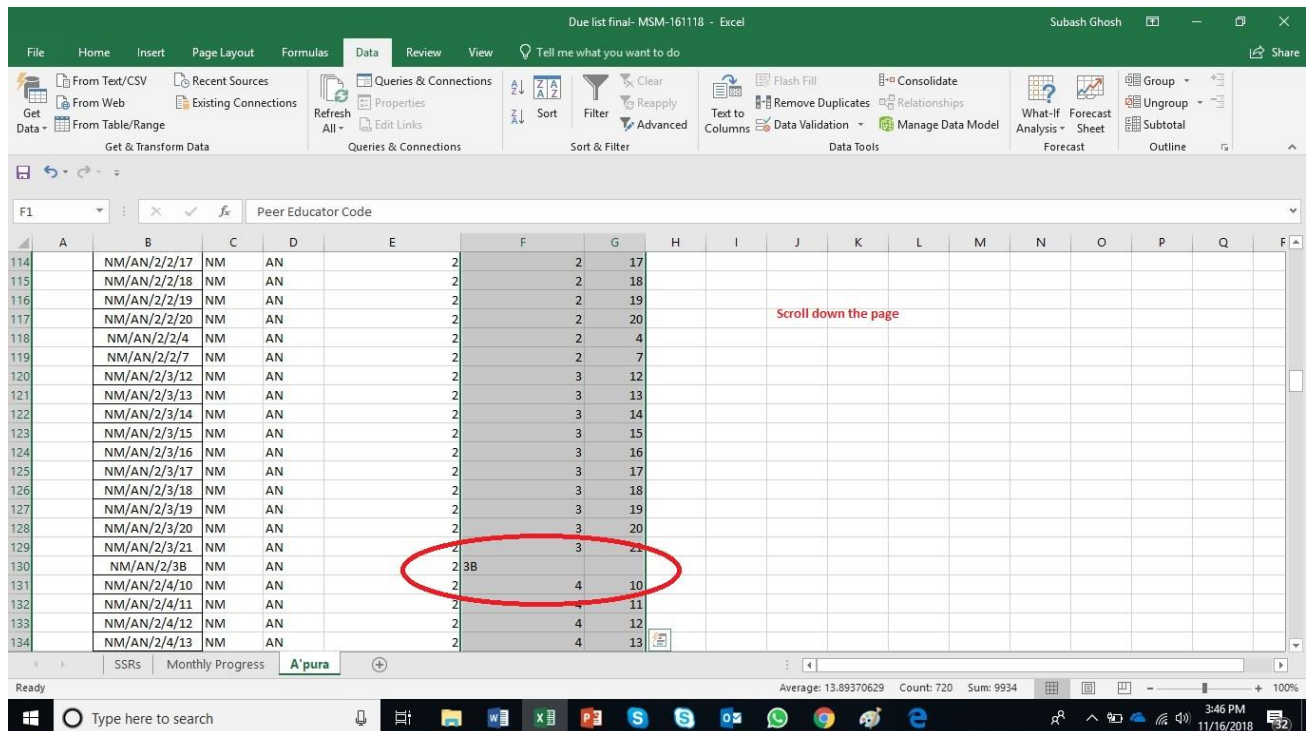 Due list final- MSM-161118 - Excel
Subash Ghosh
File Home Insert Page Layout Formulas Data Review View Tell me what you want to do Share
Get Data
From Text/CSV
From Web
From Table/Range
Recent Sources
Existing Connections
Get & Transform Data
Refresh All
Queries & Connections
Properties
Edit Links
Queries & Connections
Sort
Filter
Clear
Reapply
Advanced
Sort & Filter
Text to Columns
Flash Fill
Remove Duplicates
Data Validation
Consolidate
Relationships
Manage Data Model
Data Tools
What-If Analysis
Forecast Sheet
Forecast
Group
Ungroup
Subtotal
Outline
F1 fx Peer Educator Code
A B C D E F G H I J K L M N O P Q
114 NM/AN/2/2/17 NM AN 2 2 17
115 NM/AN/2/2/18 NM AN 2 2 18
116 NM/AN/2/2/19 NM AN 2 2 19
117 NM/AN/2/2/20 NM AN 2 2 20
Scroll down the page
118 NM/AN/2/2/4 NM AN 2 2 4
119 NM/AN/2/2/7 NM AN 2 2 7
120 NM/AN/2/3/12 NM AN 2 3 12
121 NM/AN/2/3/13 NM AN 2 3 13
122 NM/AN/2/3/14 NM AN 2 3 14
123 NM/AN/2/3/15 NM AN 2 3 15
124 NM/AN/2/3/16 NM AN 2 3 16
125 NM/AN/2/3/17 NM AN 2 3 17
126 NM/AN/2/3/18 NM AN 2 3 18
127 NM/AN/2/3/19 NM AN 2 3 19
128 NM/AN/2/3/20 NM AN 2 3 20
129 NM/AN/2/3/21 NM AN 2 3 21
130 NM/AN/2/3B NM AN 2 3B
131 NM/AN/2/4/10 NM AN 2 4 10
132 NM/AN/2/4/11 NM AN 2 4 11
133 NM/AN/2/4/12 NM AN 2 4 12
134 NM/AN/2/4/13 NM AN 2 4 13
SSRs Monthly Progress A'pura
Ready Average: 13.89370629 Count: 720 Sum: 9934 100%
Type here to search
3:46 PM
11/16/2018
32